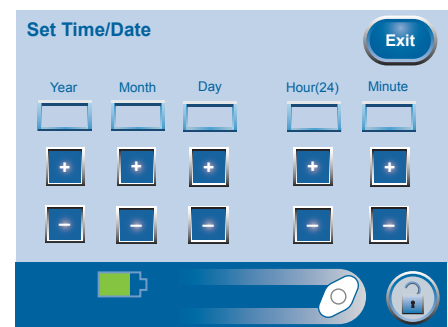 Set Time/Date
Exit
Year Month Day Hour(24) Minute
+ + + + +
- - - - -